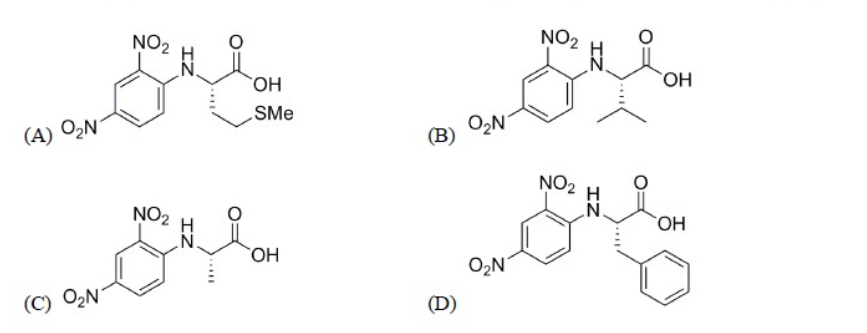 NO₂ H O
N OH
O₂N SMe
(A)
NO₂ H O
N OH
O₂N
(B)
NO₂ H O
N OH
O₂N
(C)
NO₂ H O
N OH
O₂N
(D)